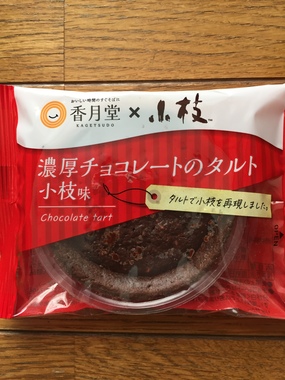 おいしい時間のすぐそばに
香月堂
KAGETSUDO
×
小枝
濃厚チョコレートのタルト
小枝味
Chocolate tart
タルトで小枝を再現しました。